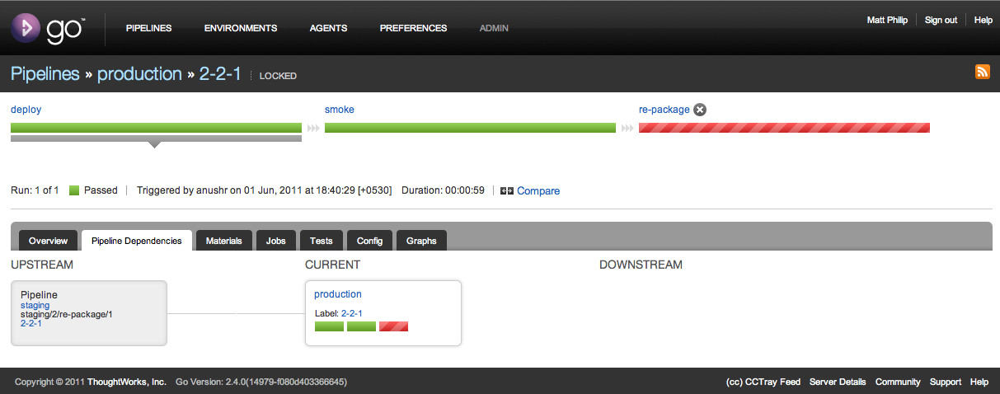 go™
PIPELINES ENVIRONMENTS AGENTS PREFERENCES ADMIN
Matt Philip Sign out Help
Pipelines » production » 2-2-1 LOCKED
deploy smoke re-package
Run: 1 of 1 Passed Triggered by anushr on 01 Jun, 2011 at 18:40:29 [+0530] Duration: 00:00:59 Compare
Overview Pipeline Dependencies Materials Jobs Tests Config Graphs
UPSTREAM CURRENT DOWNSTREAM
Pipeline
staging
staging/2/re-package/1
2-2-1
production
Label: 2-2-1
Copyright © 2011 ThoughtWorks, Inc. Go Version: 2.4.0(14979-f080d403366645)
(cc) CCTray Feed Server Details Community Support Help